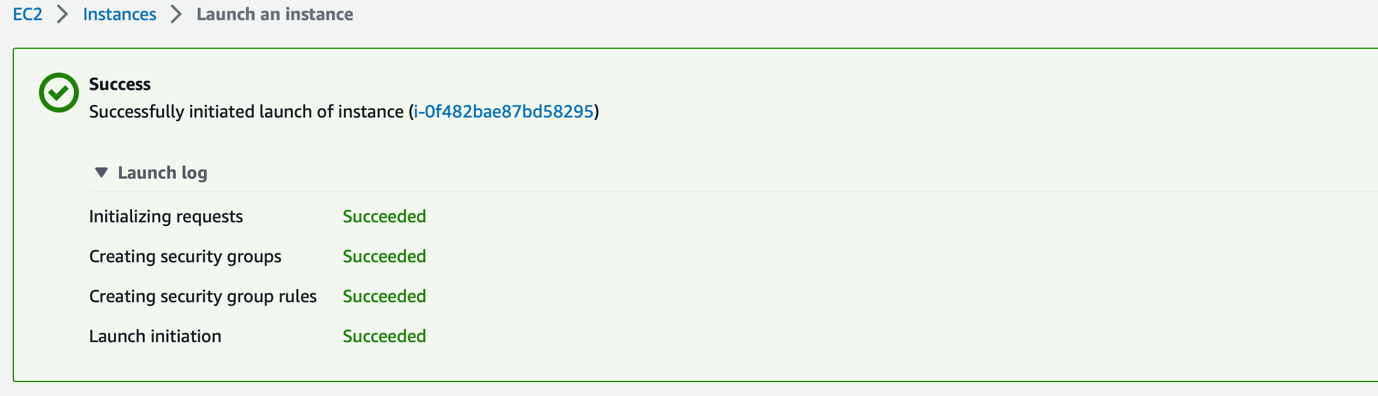 EC2 > Instances > Launch an instance
Success
Successfully initiated launch of instance (i-0f482bae87bd58295)
Launch log
Initializing requests Succeeded
Creating security groups Succeeded
Creating security group rules Succeeded
Launch initiation Succeeded